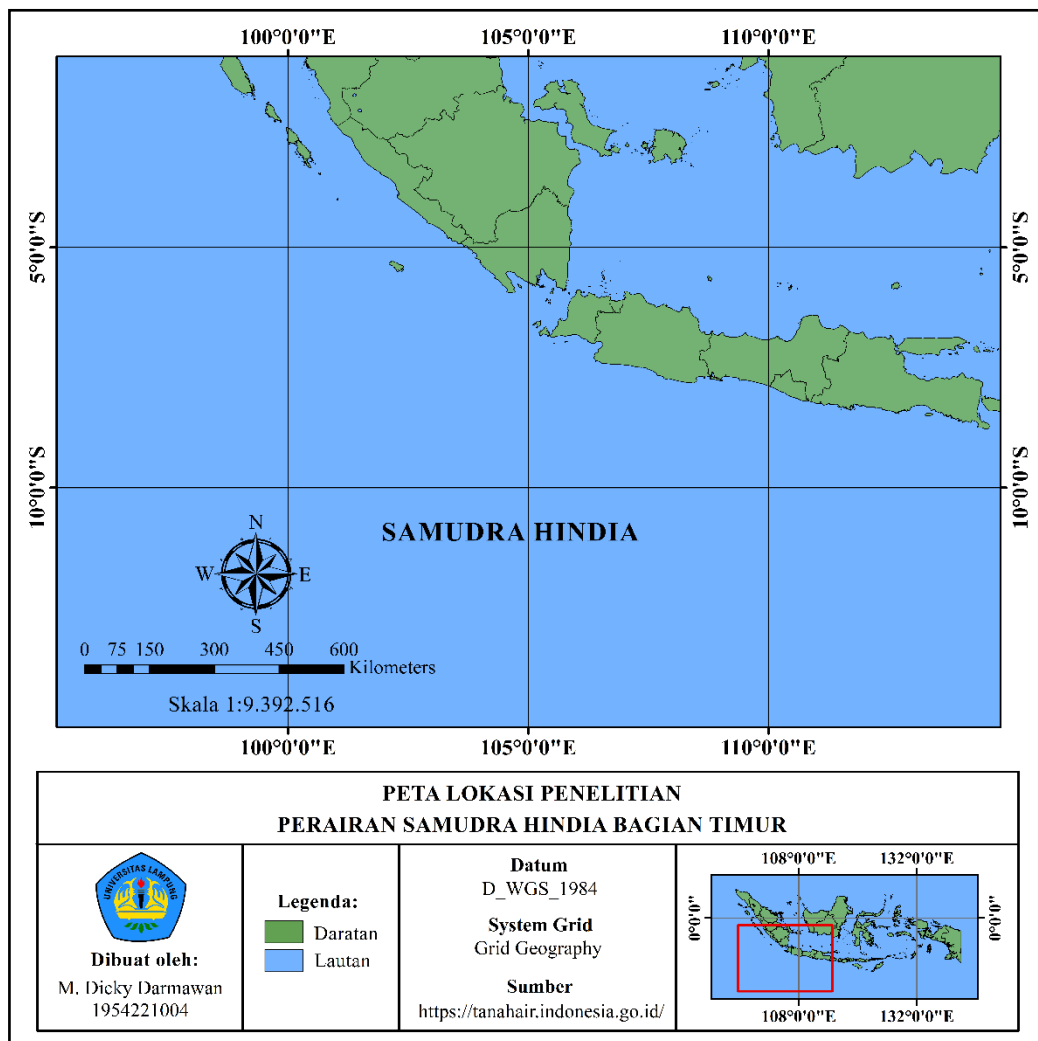 100°0'0"E 105°0'0"E 110°0'0"E
5°0'0"S 5°0'0"S
10°0'0"S 10°0'0"S
SAMUDRA HINDIA
N
W E
S
0 75 150 300 450 600
Kilometers
Skala 1:9.392.516
100°0'0"E 105°0'0"E 110°0'0"E
PETA LOKASI PENELITIAN
PERAIRAN SAMUDRA HINDIA BAGIAN TIMUR
UNIVERSITAS LAMPUNG
Dibuat oleh:
M. Dicky Darmawan
1954221004
Legenda:
Daratan
Lautan
Datum
D_WGS_1984
System Grid
Grid Geography
Sumber
https://tanahair.indonesia.go.id/
108°0'0"E 132°0'0"E
0°0'0" 0°0'0"
108°0'0"E 132°0'0"E